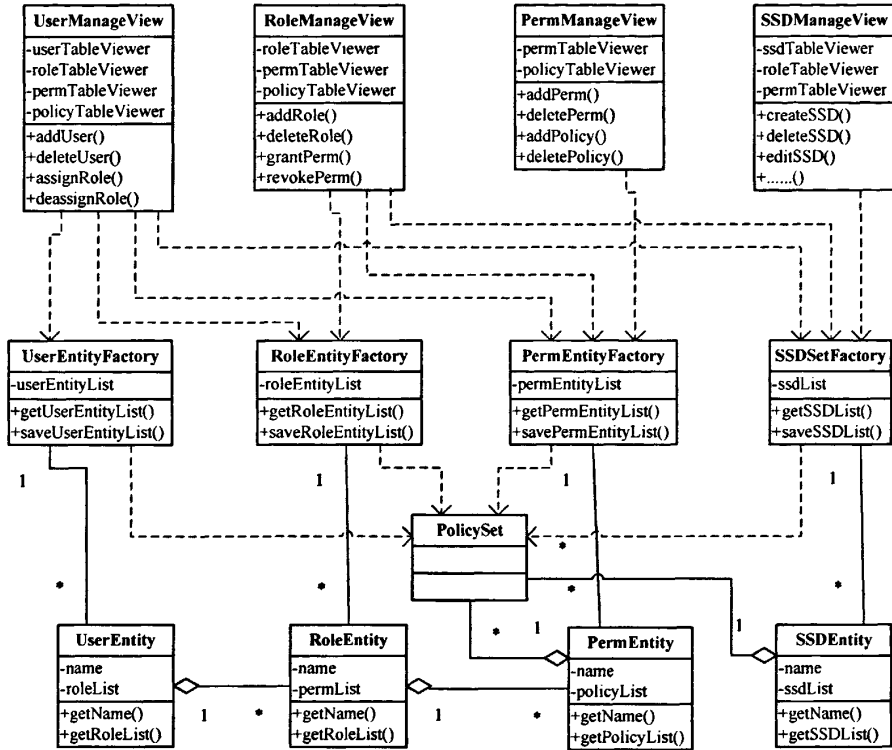 UserManageView
-userTableViewer
-roleTableViewer
-permTableViewer
-policyTableViewer
+addUser()
+deleteUser()
+assignRole()
+deassignRole()
RoleManageView
-roleTableViewer
-permTableViewer
-policyTableViewer
+addRole()
+deleteRole()
+grantPerm()
+revokePerm()
PermManageView
-permTableViewer
-policyTableViewer
+addPerm()
+deletePerm()
+addPolicy()
+deletePolicy()
SSDManageView
-ssdTableViewer
-roleTableViewer
-permTableViewer
+createSSD()
+deleteSSD()
+editSSD()
+......()
UserEntityFactory
-userEntityList
+getUserEntityList()
+saveUserEntityList()
RoleEntityFactory
-roleEntityList
+getRoleEntityList()
+saveRoleEntityList()
PermEntityFactory
-permEntityList
+getPermEntityList()
+savePermEntityList()
SSDSetFactory
-ssdList
+getSSDList()
+saveSSDList()
1
1
1
1
PolicySet
*
*
*
*
*
*
1
1
UserEntity
-name
-roleList
+getName()
+getRoleList()
1
*
RoleEntity
-name
-permList
+getName()
+getRoleList()
1
*
PermEntity
-name
-policyList
+getName()
+getPolicyList()
SSDEntity
-name
-ssdList
+getName()
+getSSDList()